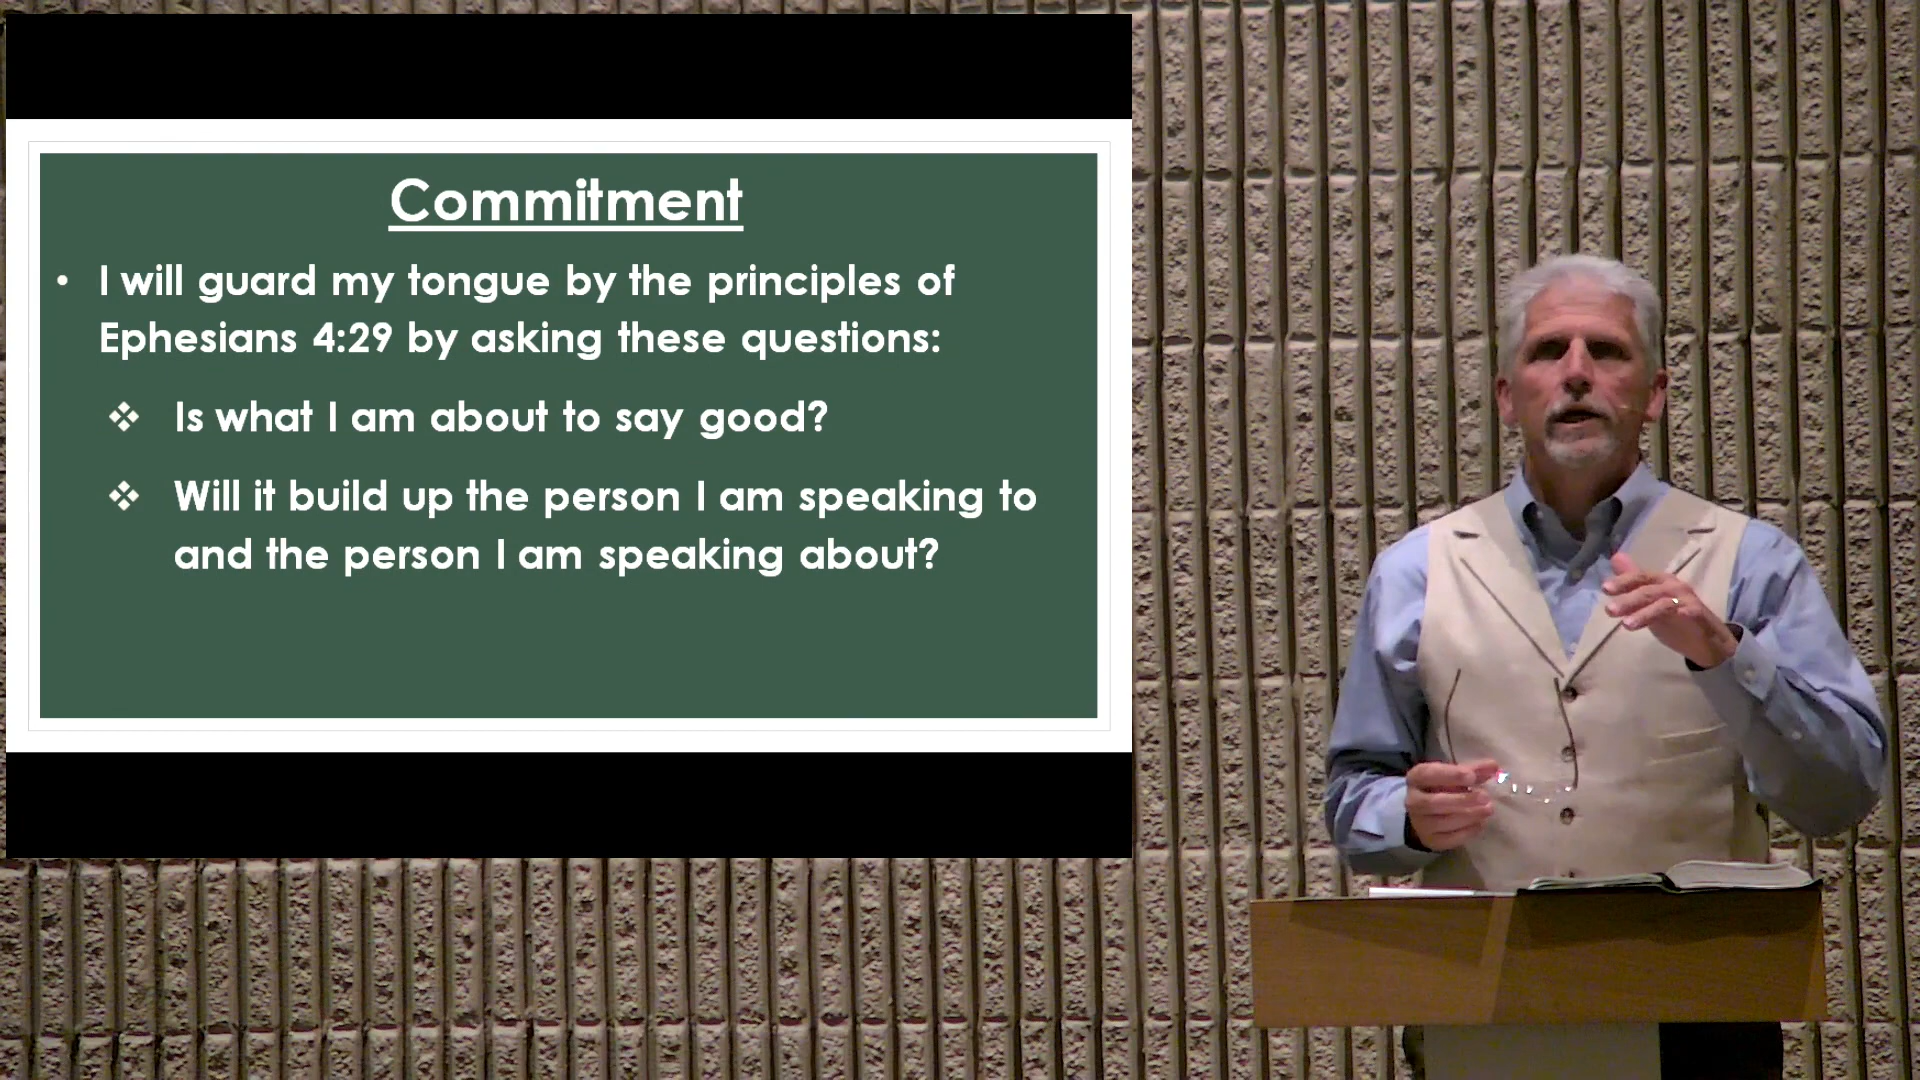 Commitment
• I will guard my tongue by the principles of
Ephesians 4:29 by asking these questions:
❖ Is what I am about to say good?
❖ Will it build up the person I am speaking to
and the person I am speaking about?